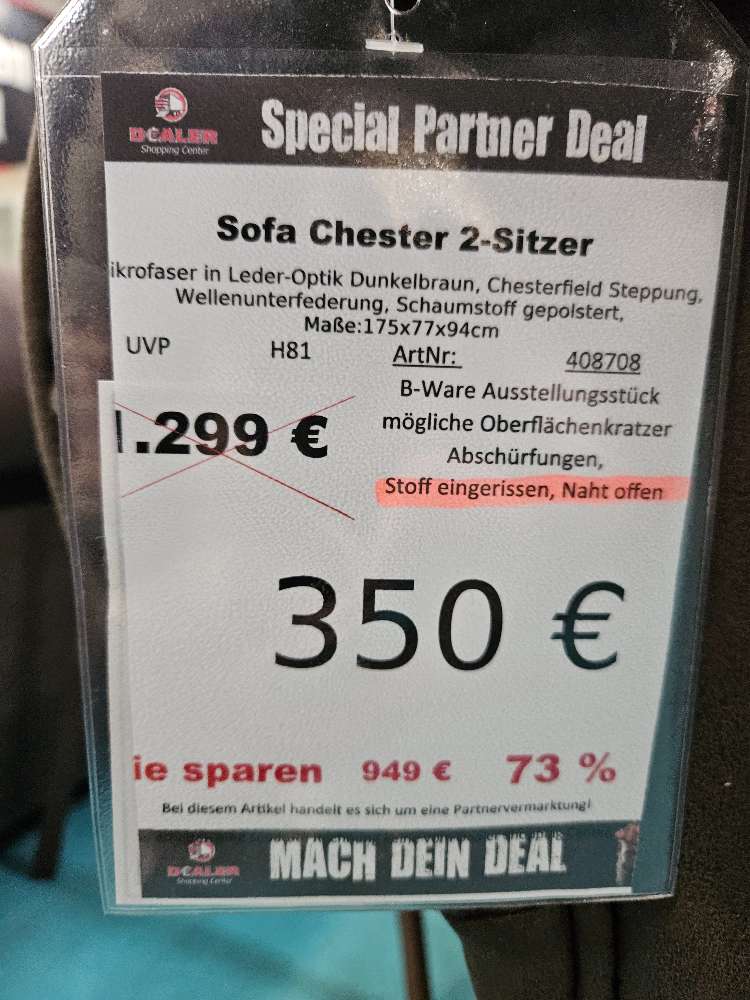 DEALER
Shopping Center
Special Partner Deal
Sofa Chester 2-Sitzer
ikrofaser in Leder-Optik Dunkelbraun, Chesterfield Steppung,
Wellenunterfederung, Schaumstoff gepolstert,
Maße:175x77x94cm
UVP H81 ArtNr: 408708
1.299 €
B-Ware Ausstellungsstück
mögliche Oberflächenkratzer
Abschürfungen,
Stoff eingerissen, Naht offen
350 €
ie sparen 949 € 73 %
Bei diesem Artikel handelt es sich um eine Partnervermarktung!
DEALER
Shopping Center
MACH DEIN DEAL